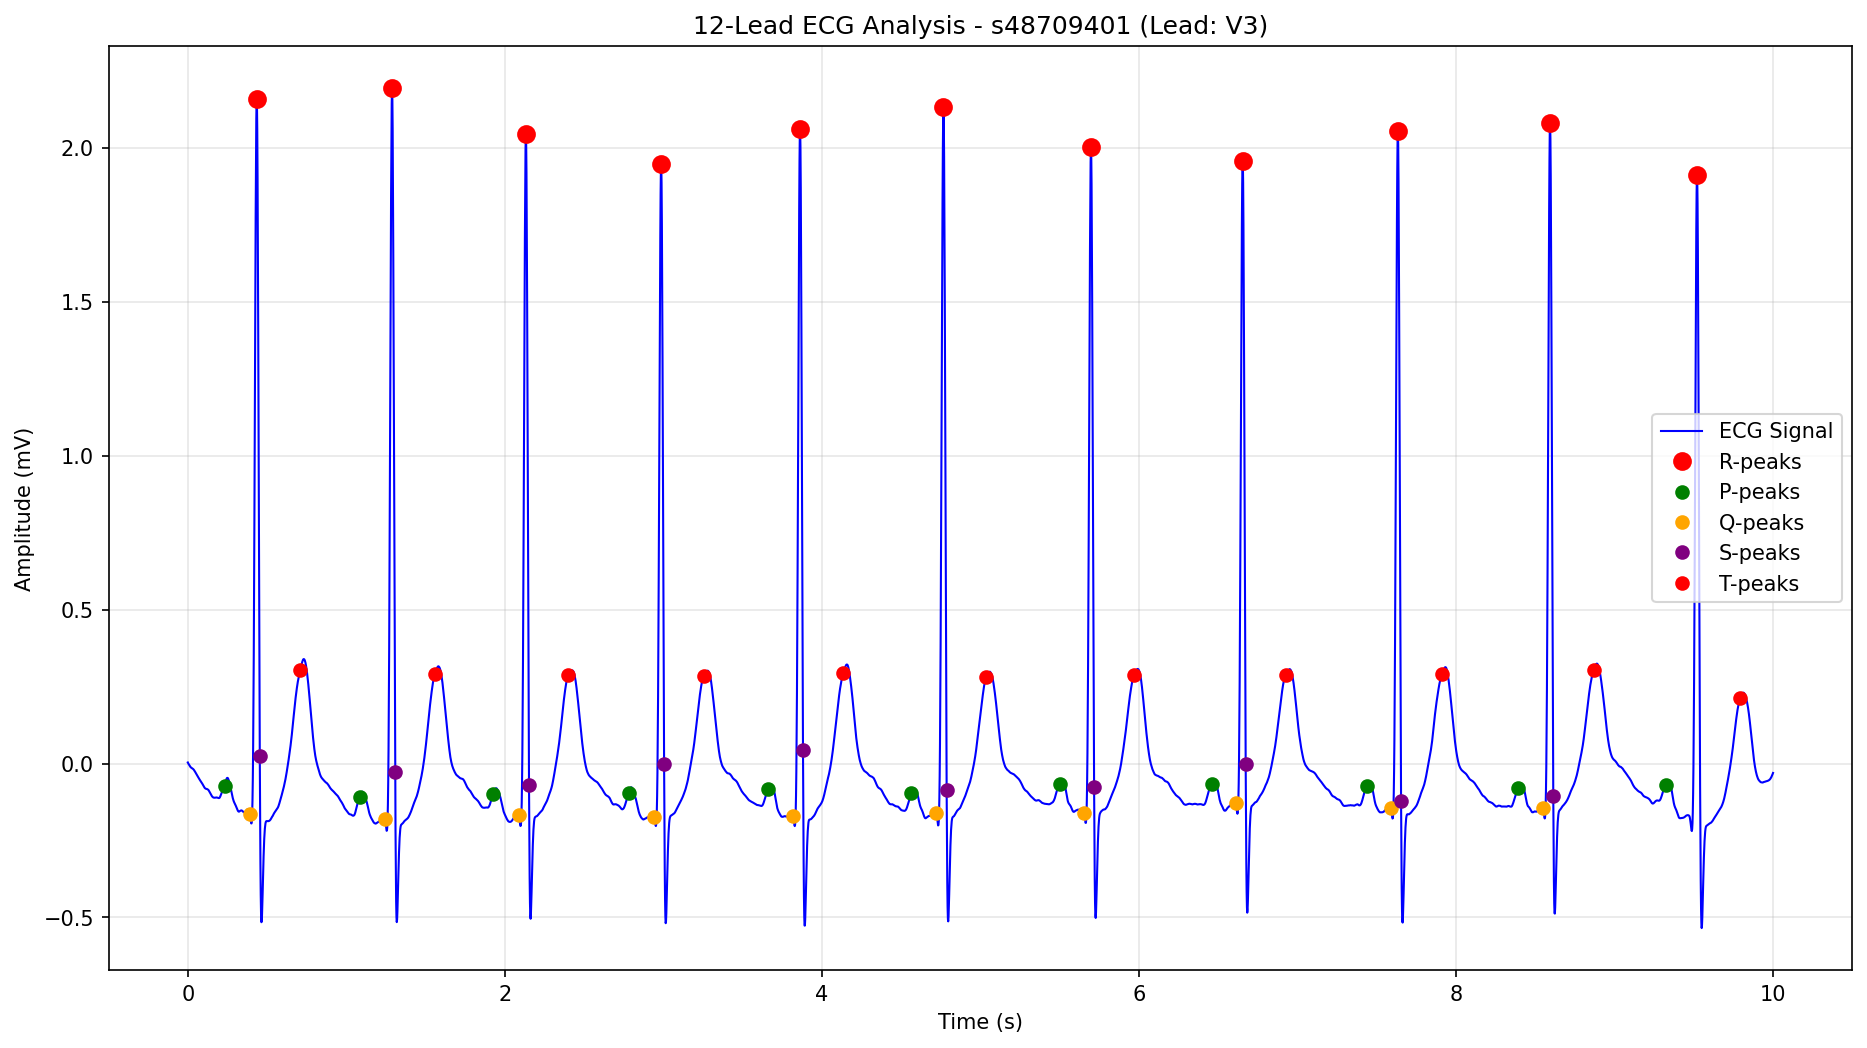 12-Lead ECG Analysis - s48709401 (Lead: V3)
Amplitude (mV)
2.0
1.5
1.0
0.5
0.0
−0.5
ECG Signal
R-peaks
P-peaks
Q-peaks
S-peaks
T-peaks
0 2 4 6 8 10
Time (s)